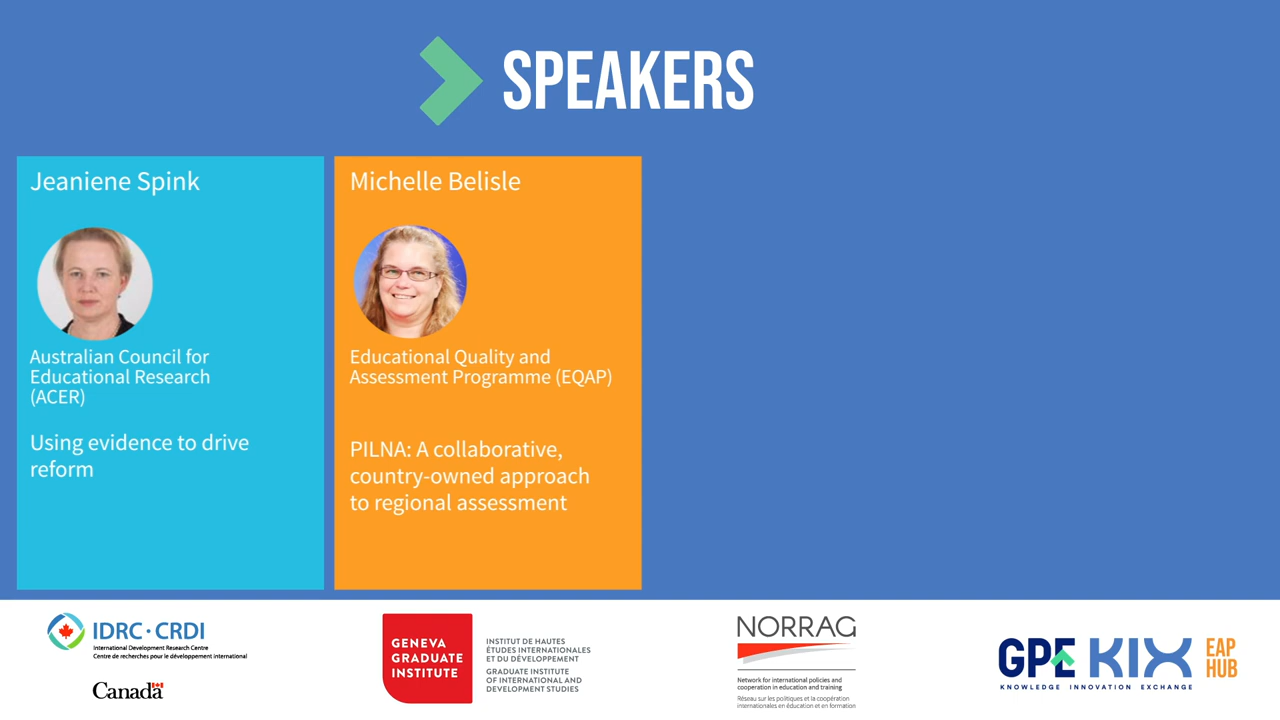 SPEAKERS
Jeaniene Spink
Australian Council for
Educational Research
(ACER)
Using evidence to drive
reform
Michelle Belisle
Educational Quality and
Assessment Programme (EQAP)
PILNA: A collaborative,
country-owned approach
to regional assessment
IDRC · CRDI
International Development Research Centre
Centre de recherches pour le développement international
Canada
GENEVA
GRADUATE
INSTITUTE
INSTITUT DE HAUTES
ÉTUDES INTERNATIONALES
ET DU DÉVELOPPEMENT
GRADUATE INSTITUTE
OF INTERNATIONAL AND
DEVELOPMENT STUDIES
NORRAG
Network for international policies and
cooperation in education and training
Réseau sur les politiques et la coopération
internationales en éducation et en formation
GPE KIX
KNOWLEDGE INNOVATION EXCHANGE
EAP
HUB